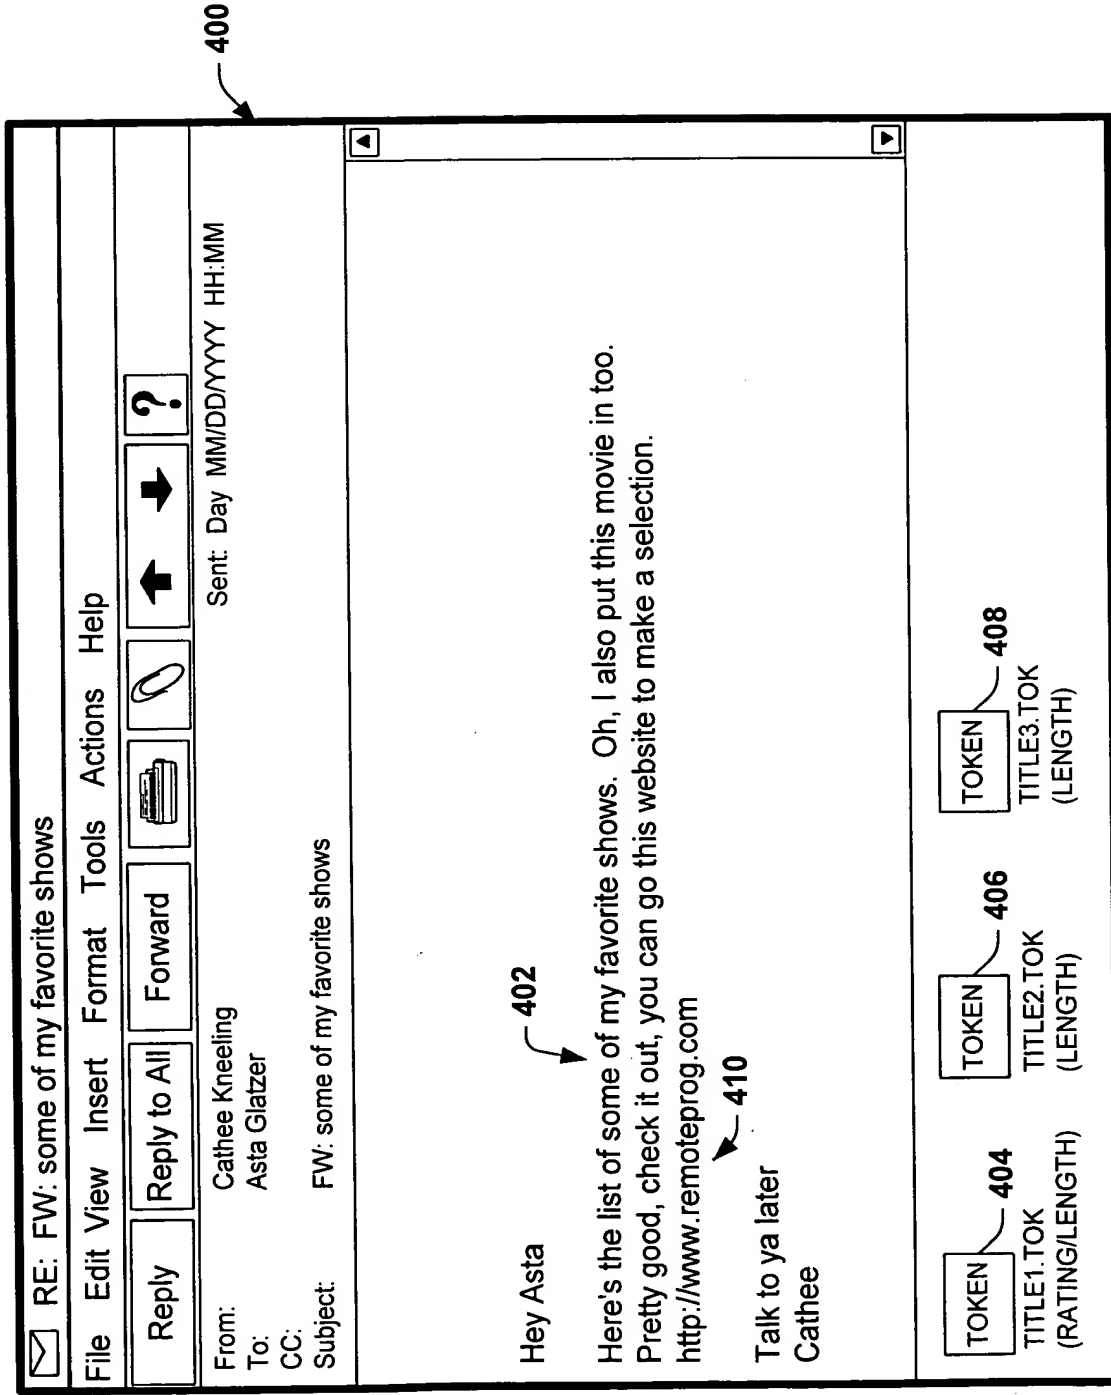 RE: FW: some of my favorite shows
File Edit View Insert Format Tools Actions Help
Reply Reply to All Forward ?
From: Cathee Kneeling Sent: Day MM/DD/YYYY HH:MM
To: Asta Glatzer
CC:
Subject: FW: some of my favorite shows
400
Hey Asta
402
Here's the list of some of my favorite shows. Oh, I also put this movie in too.
Pretty good, check it out, you can go this website to make a selection.
http://www.remoteprog.com
410
Talk to ya later
Cathee
TOKEN 404 TOKEN 406 TOKEN 408
TITLE1.TOK TITLE2.TOK TITLE3.TOK
(RATING/LENGTH) (LENGTH) (LENGTH)